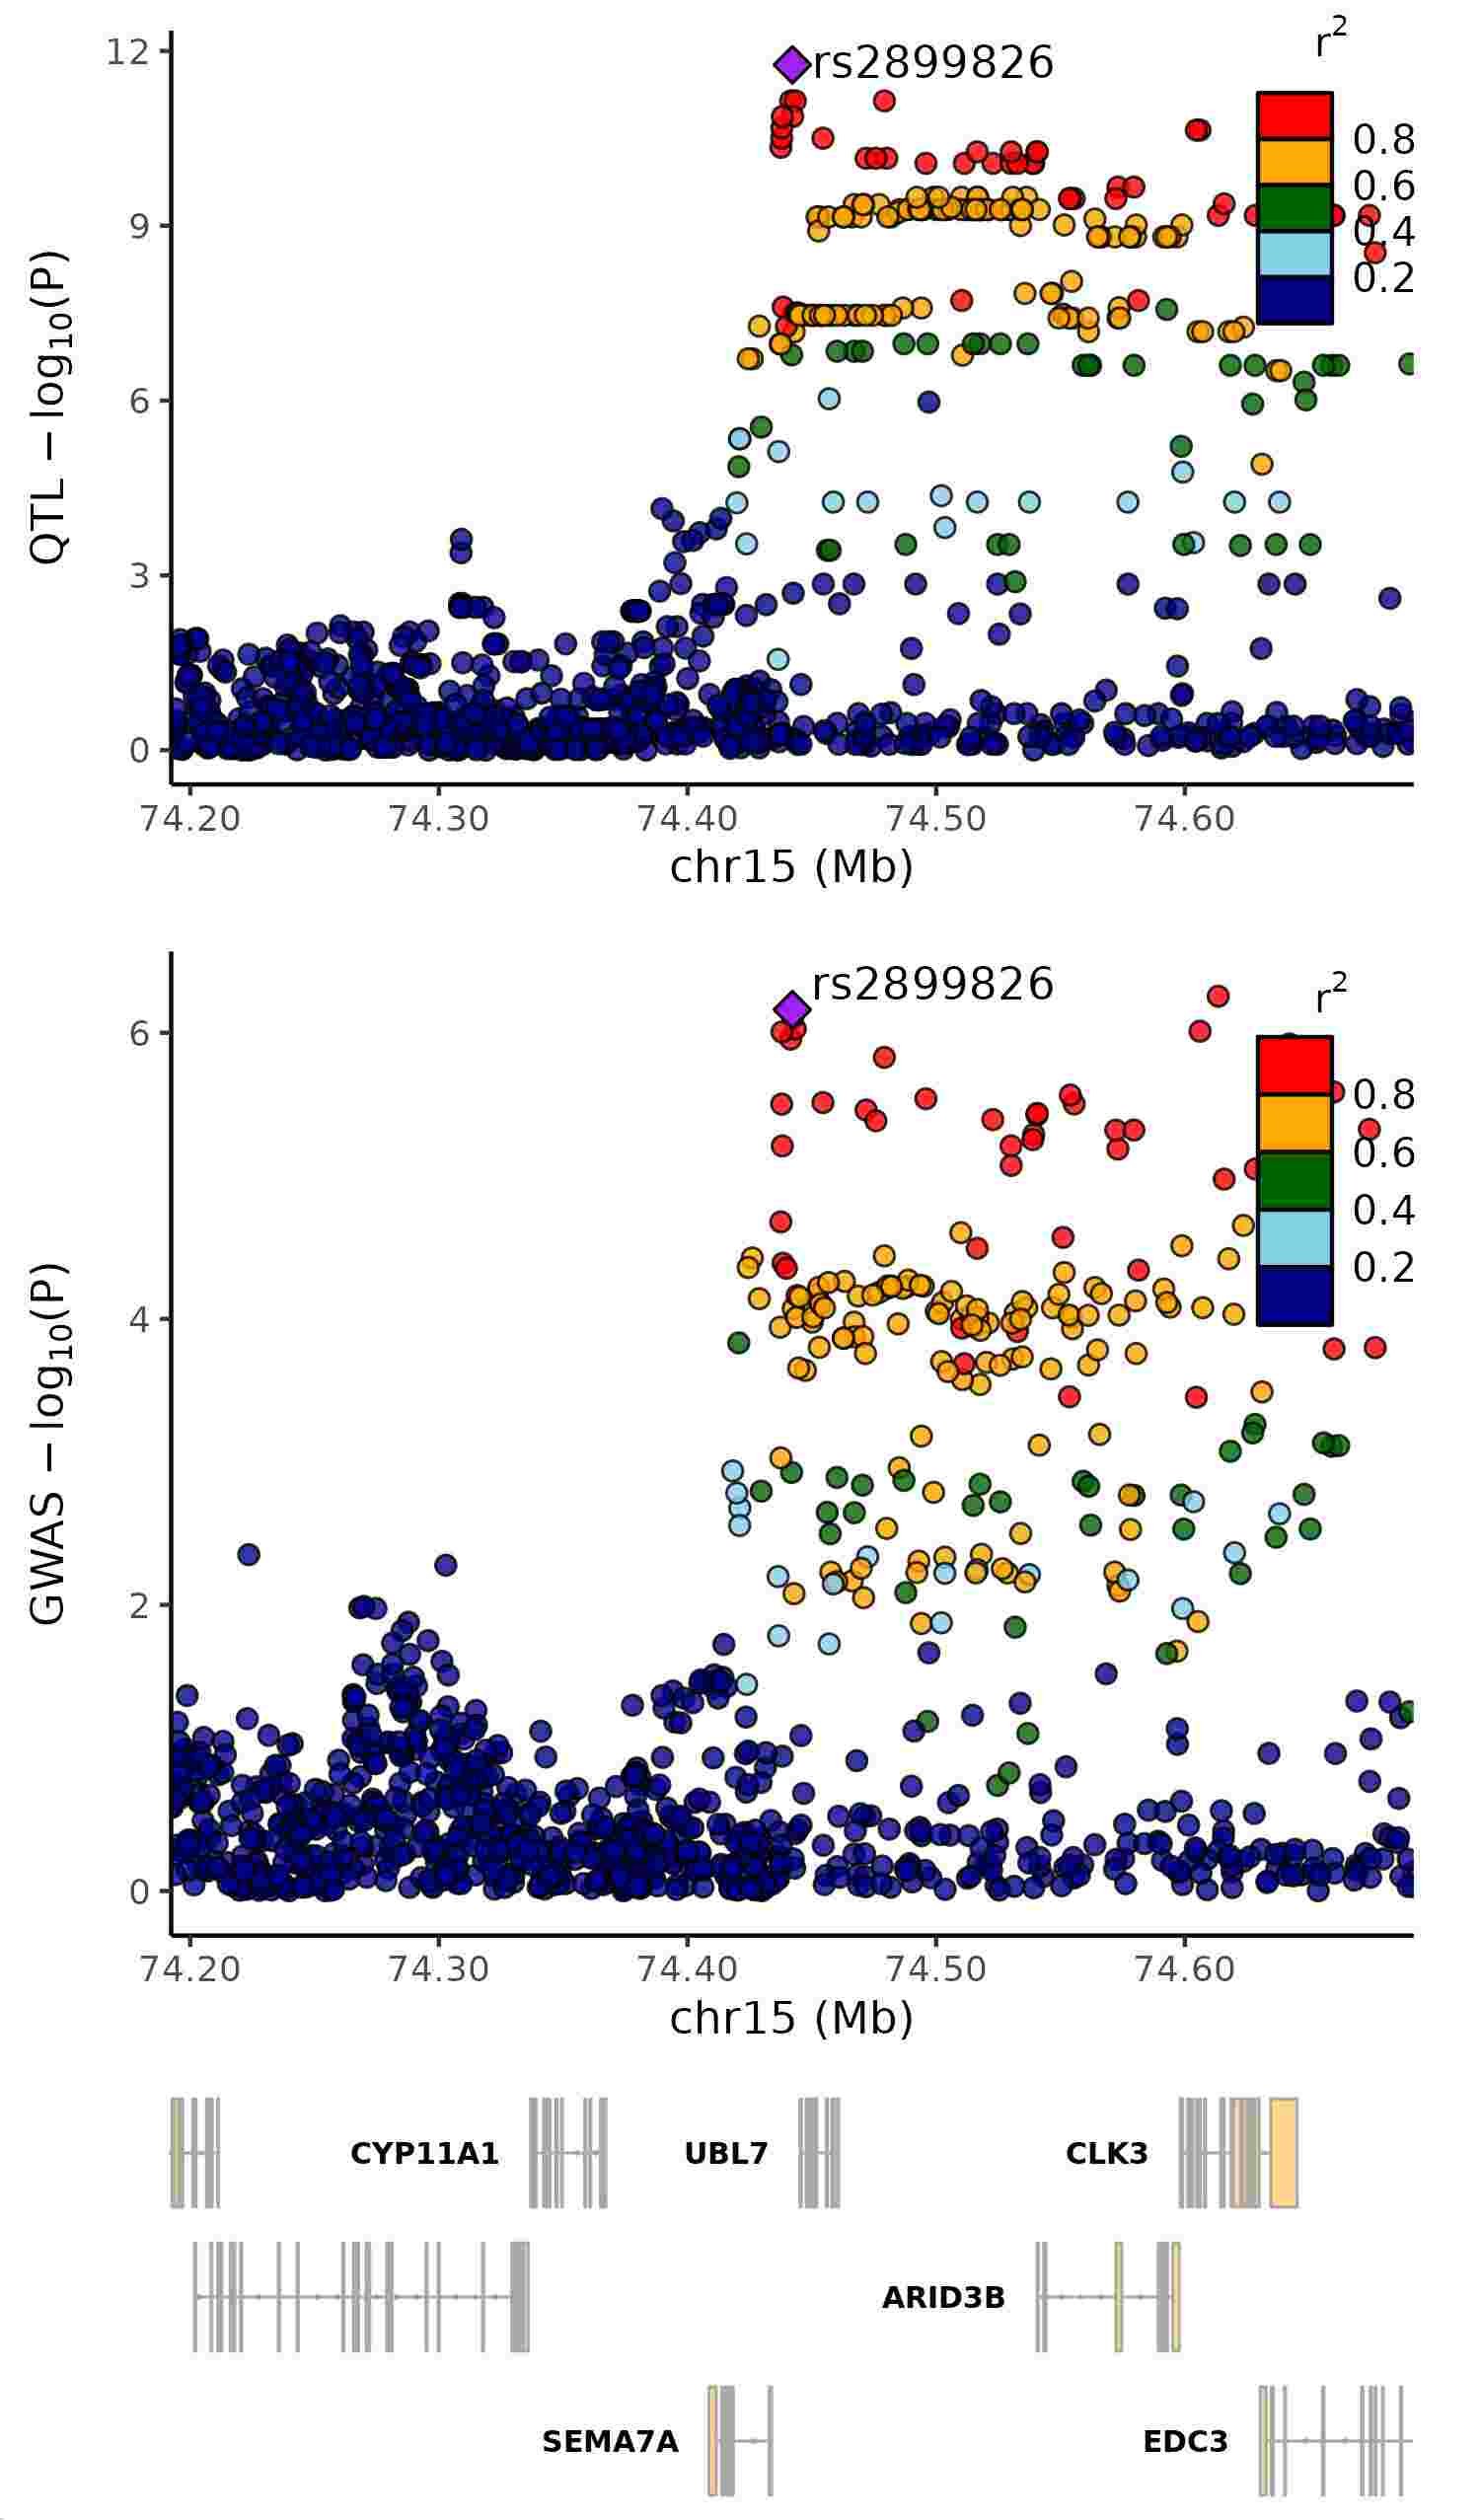 r²
12
rs2899826
0.8
0.6
0.4
0.2
9
6
3
0
QTL − log₁₀(P)
74.20 74.30 74.40 74.50 74.60
chr15 (Mb)
r²
rs2899826
6
0.8
0.6
0.4
0.2
4
2
0
GWAS − log₁₀(P)
74.20 74.30 74.40 74.50 74.60
chr15 (Mb)
CYP11A1 UBL7 CLK3
ARID3B
SEMA7A EDC3